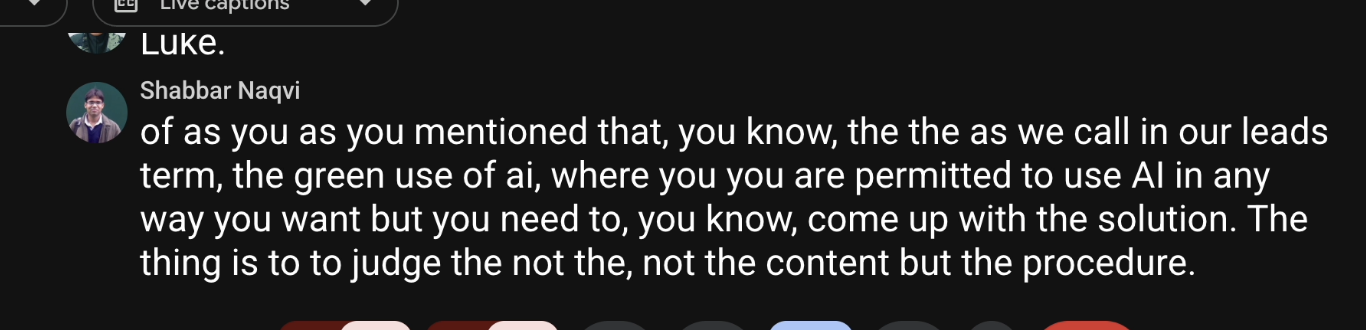 Live captions
Luke.
Shabbar Naqvi
of as you as you mentioned that, you know, the the as we call in our leads
term, the green use of ai, where you you are permitted to use AI in any
way you want but you need to, you know, come up with the solution. The
thing is to to judge the not the, not the content but the procedure.